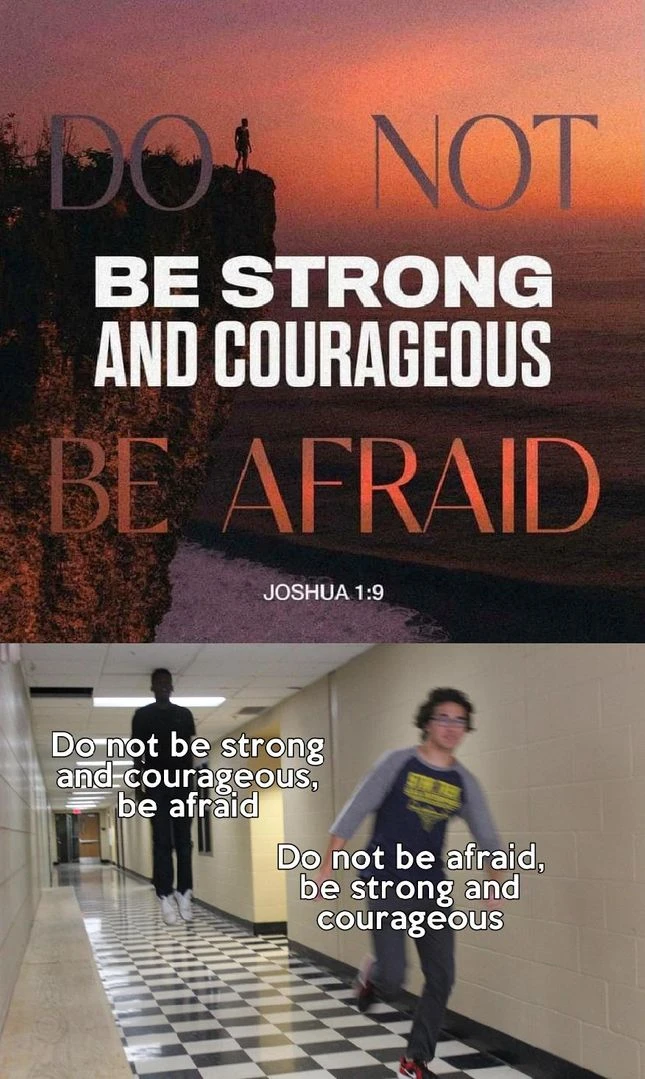 DO NOT
BE STRONG
AND COURAGEOUS
BE AFRAID
JOSHUA 1:9
Do not be strong
and courageous,
be afraid
Do not be afraid,
be strong and
courageous